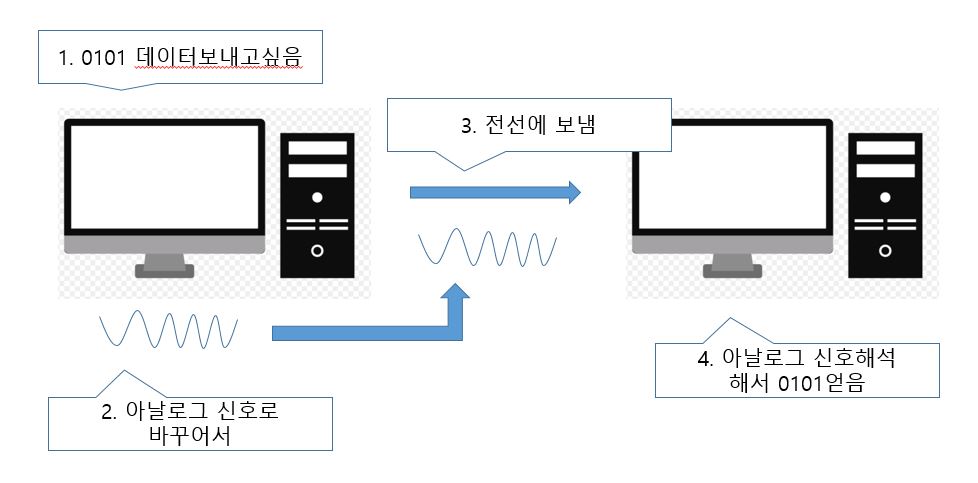 1. 0101 데이터보내고싶음
3. 전선에 보냄
2. 아날로그 신호로
바꾸어서
4. 아날로그 신호해석
해서 0101얻음